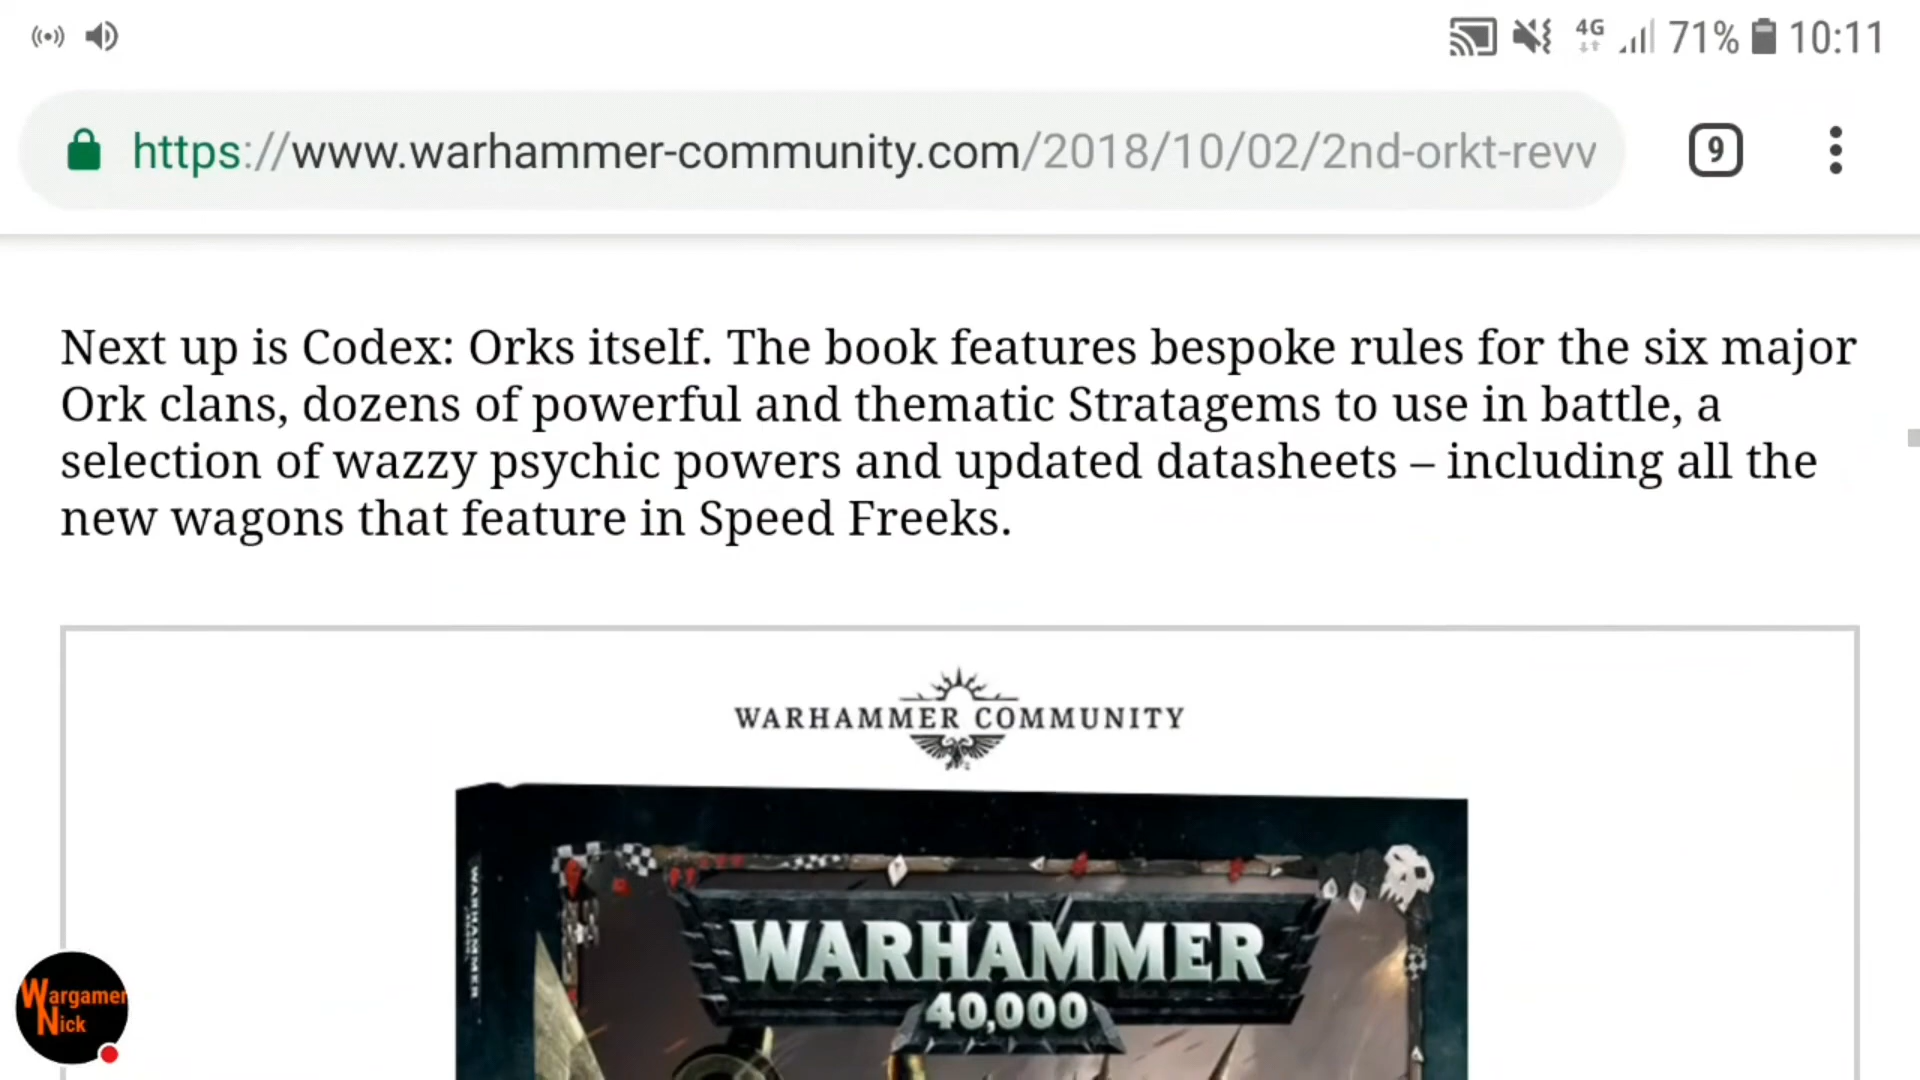 4G 71% 10:11
https://www.warhammer-community.com/2018/10/02/2nd-orkt-revv
9
Next up is Codex: Orks itself. The book features bespoke rules for the six major
Ork clans, dozens of powerful and thematic Stratagems to use in battle, a
selection of wazzy psychic powers and updated datasheets – including all the
new wagons that feature in Speed Freeks.
WARHAMMER COMMUNITY
WARHAMMER
WARHAMMER
40,000
Wargamer
Nick